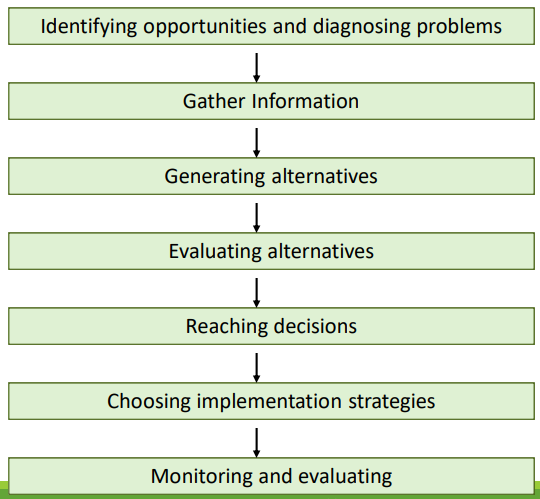 Identifying opportunities and diagnosing problems
Gather Information
Generating alternatives
Evaluating alternatives
Reaching decisions
Choosing implementation strategies
Monitoring and evaluating